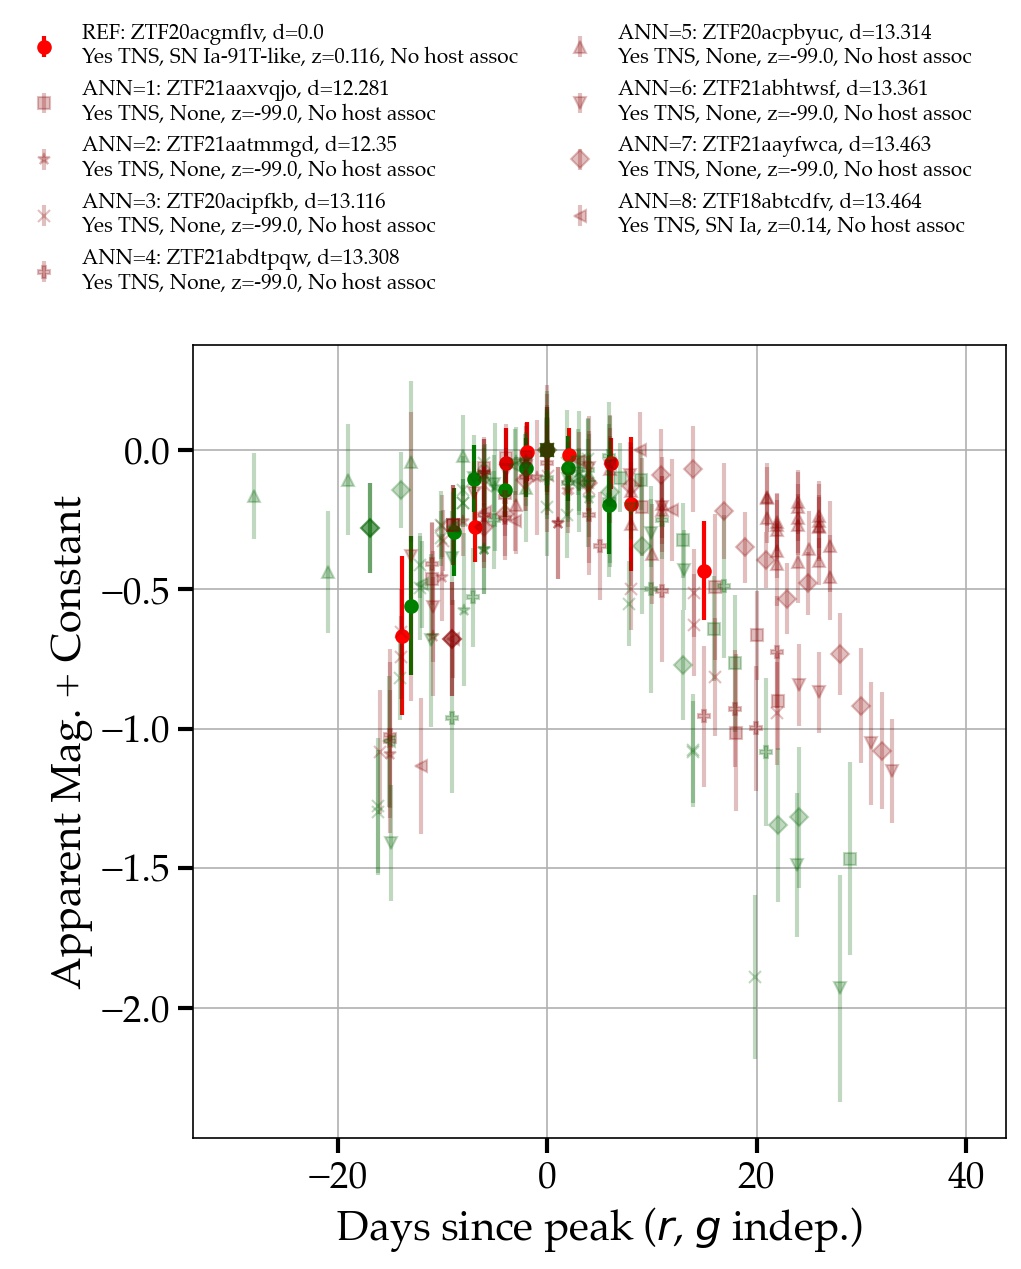 REF: ZTF20acgmflv, d=0.0
Yes TNS, SN Ia-91T-like, z=0.116, No host assoc
ANN=1: ZTF21aaxvqjo, d=12.281
Yes TNS, None, z=-99.0, No host assoc
ANN=2: ZTF21aatmmgd, d=12.35
Yes TNS, None, z=-99.0, No host assoc
ANN=3: ZTF20acipfkb, d=13.116
Yes TNS, None, z=-99.0, No host assoc
ANN=4: ZTF21abdtpqw, d=13.308
Yes TNS, None, z=-99.0, No host assoc
ANN=5: ZTF20acpbyuc, d=13.314
Yes TNS, None, z=-99.0, No host assoc
ANN=6: ZTF21abhtwsf, d=13.361
Yes TNS, None, z=-99.0, No host assoc
ANN=7: ZTF21aayfwca, d=13.463
Yes TNS, None, z=-99.0, No host assoc
ANN=8: ZTF18abtcdfv, d=13.464
Yes TNS, SN Ia, z=0.14, No host assoc
Apparent Mag. + Constant
0.0
−0.5
−1.0
−1.5
−2.0
−20
0
20
40
Days since peak (r, g indep.)